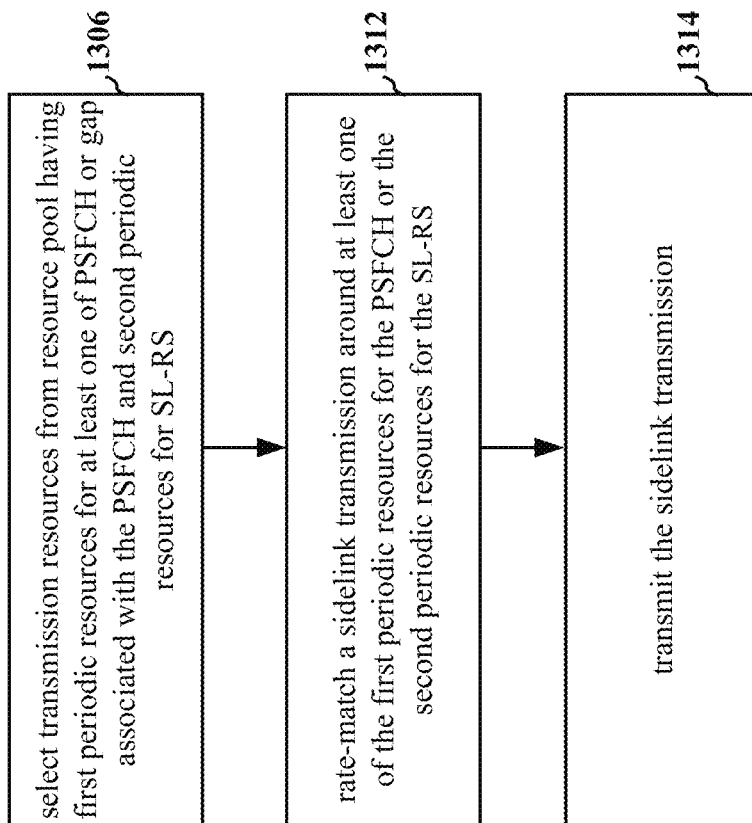 select transmission resources from resource pool having
first periodic resources for at least one of PSFCH or gap
associated with the PSFCH and second periodic
resources for SL-RS
1306
rate-match a sidelink transmission around at least one
of the first periodic resources for the PSFCH or the
second periodic resources for the SL-RS
1312
transmit the sidelink transmission
1314